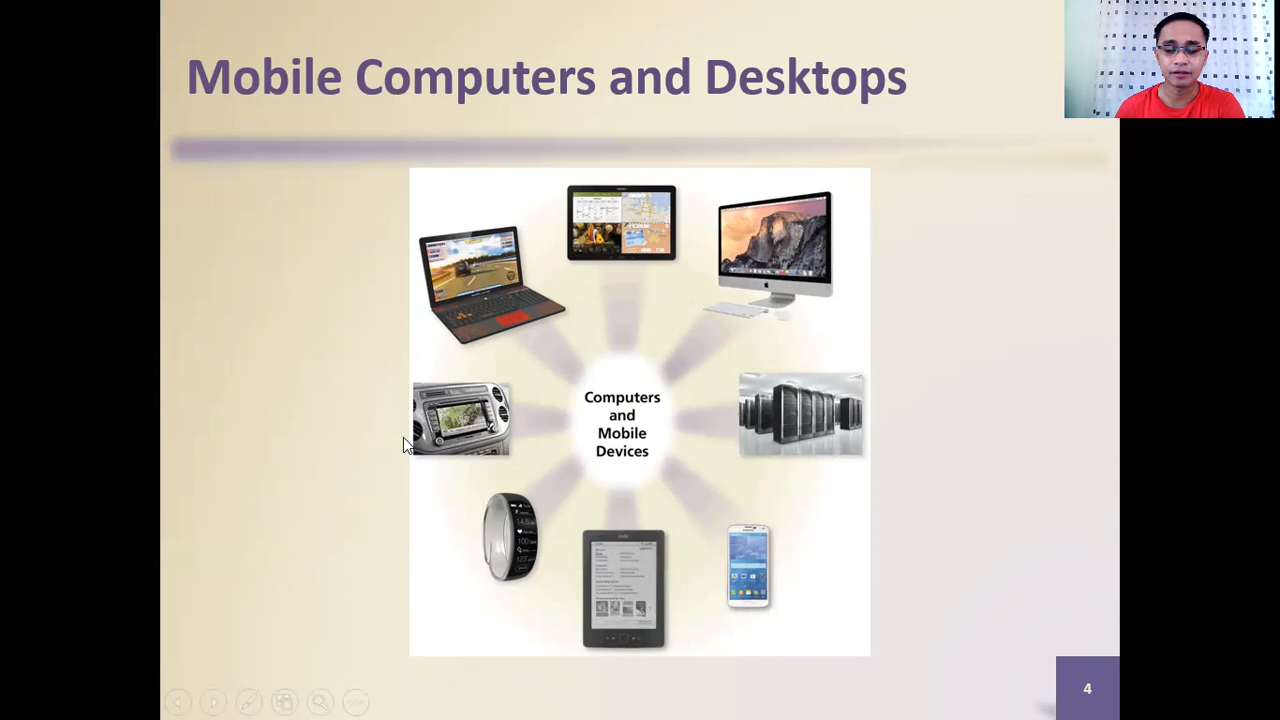 Mobile Computers and Desktops
Computers
and
Mobile
Devices
4